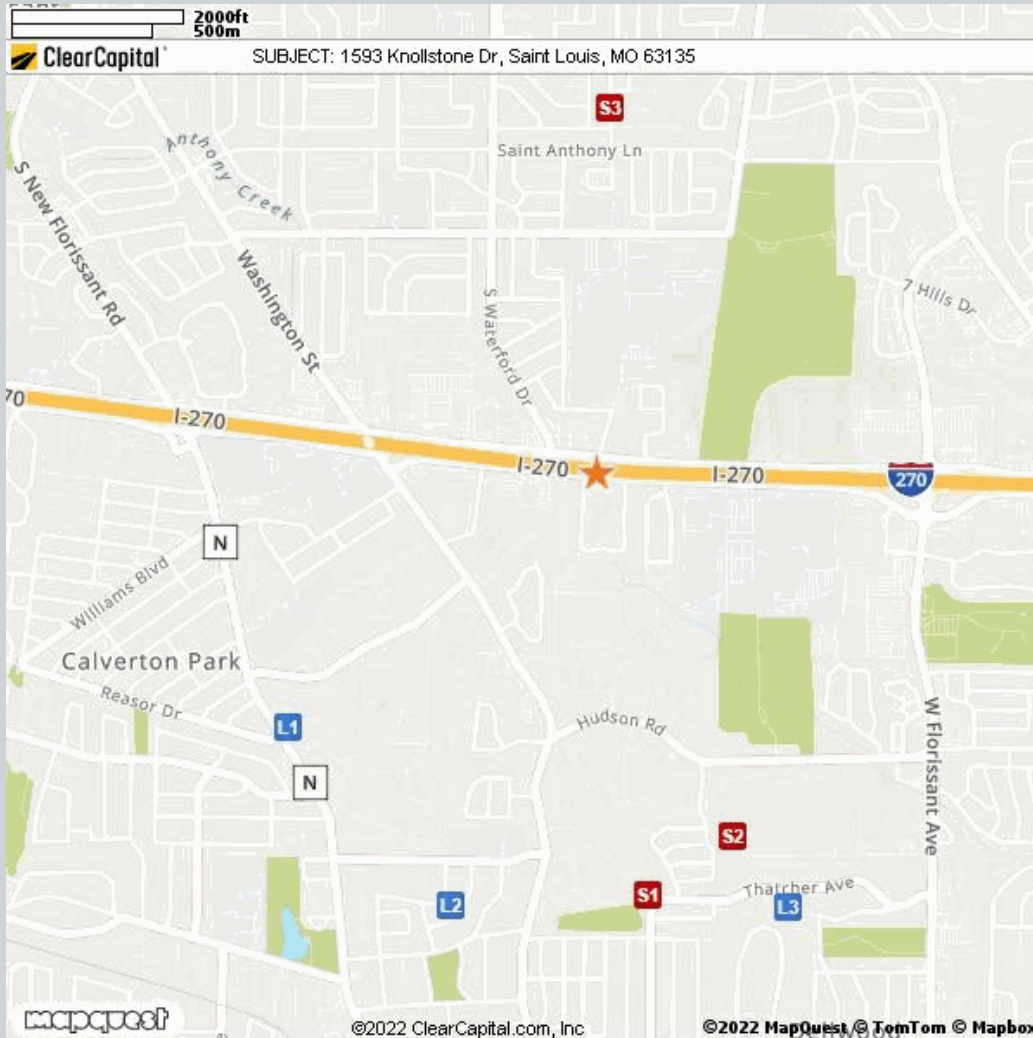 2000ft
500m
ClearCapital
SUBJECT: 1593 Knollstone Dr, Saint Louis, MO 63135
S3
Saint Anthony Ln
Anthony Creek
S New Florissant Rd
Washington St
S Waterford Dr
7 Hills Dr
70
I-270
I-270
I-270
270
N
Williams Blvd
Calverton Park
Reasor Dr
L1
Hudson Rd
N
W Florissant Ave
S2
S1
Thatcher Ave
L2
L3
mapquest
©2022 ClearCapital.com, Inc
©2022 MapQuest © TomTom © Mapbox